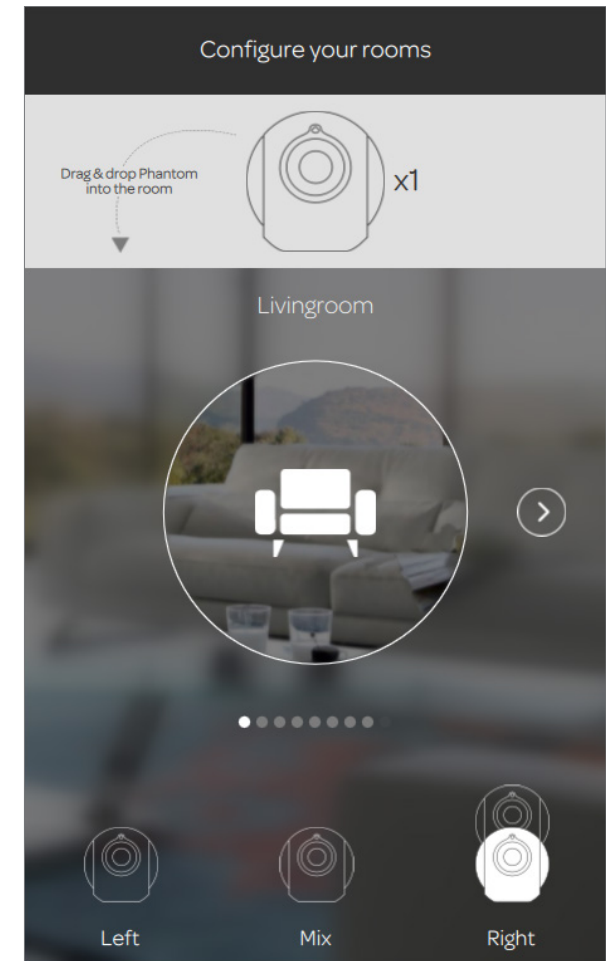 Configure your rooms
Drag & drop Phantom
into the room
x1
Livingroom
Left
Mix
Right